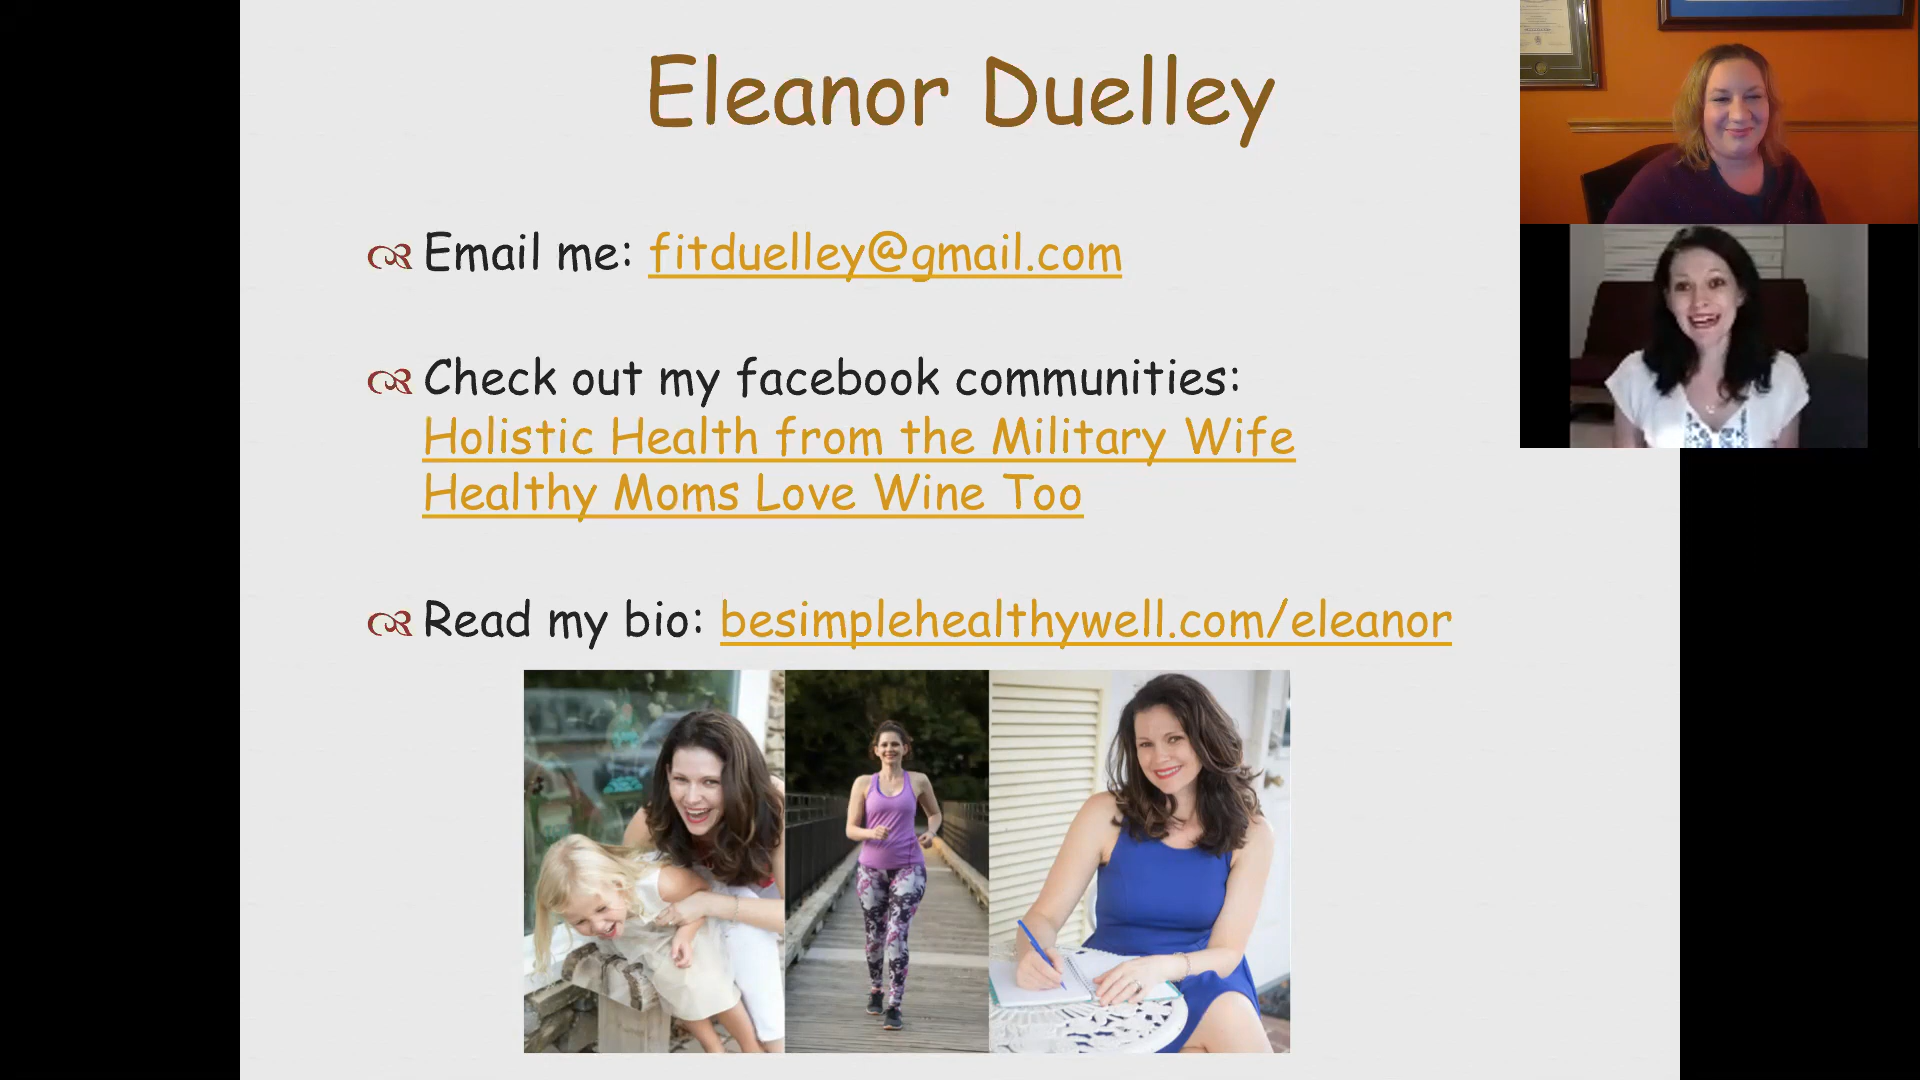 Eleanor Duelley
Email me: fitduelley@gmail.com
Check out my facebook communities:
Holistic Health from the Military Wife
Healthy Moms Love Wine Too
Read my bio: besimplehealthywell.com/eleanor